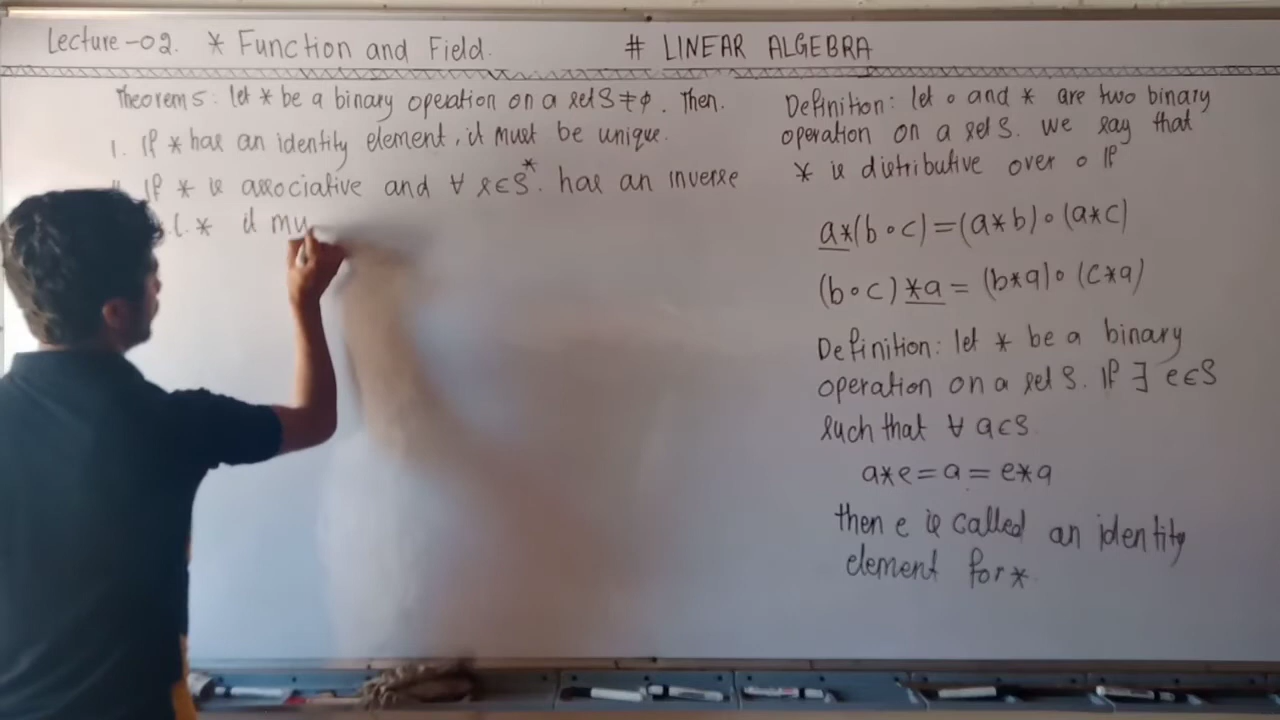 Lecture-02. * Function and Field. # LINEAR ALGEBRA
Theorem 5: let * be a binary operation on a set S ≠ φ. Then.
1. If * has an identity element, it must be unique.
If * is associative and ∀ s∈S*. has an inverse
* it mu
Definition: let ∘ and * are two binary
operation on a set S. we say that
* is distributive over ∘ if
a*(b∘c)=(a*b)∘(a*c)
(b∘c)*a = (b*a)∘(c*a)
Definition: let * be a binary
operation on a set S. If ∃ e∈S
such that ∀ a∈S
a*e=a=e*a
then e is called an identity
element for *.